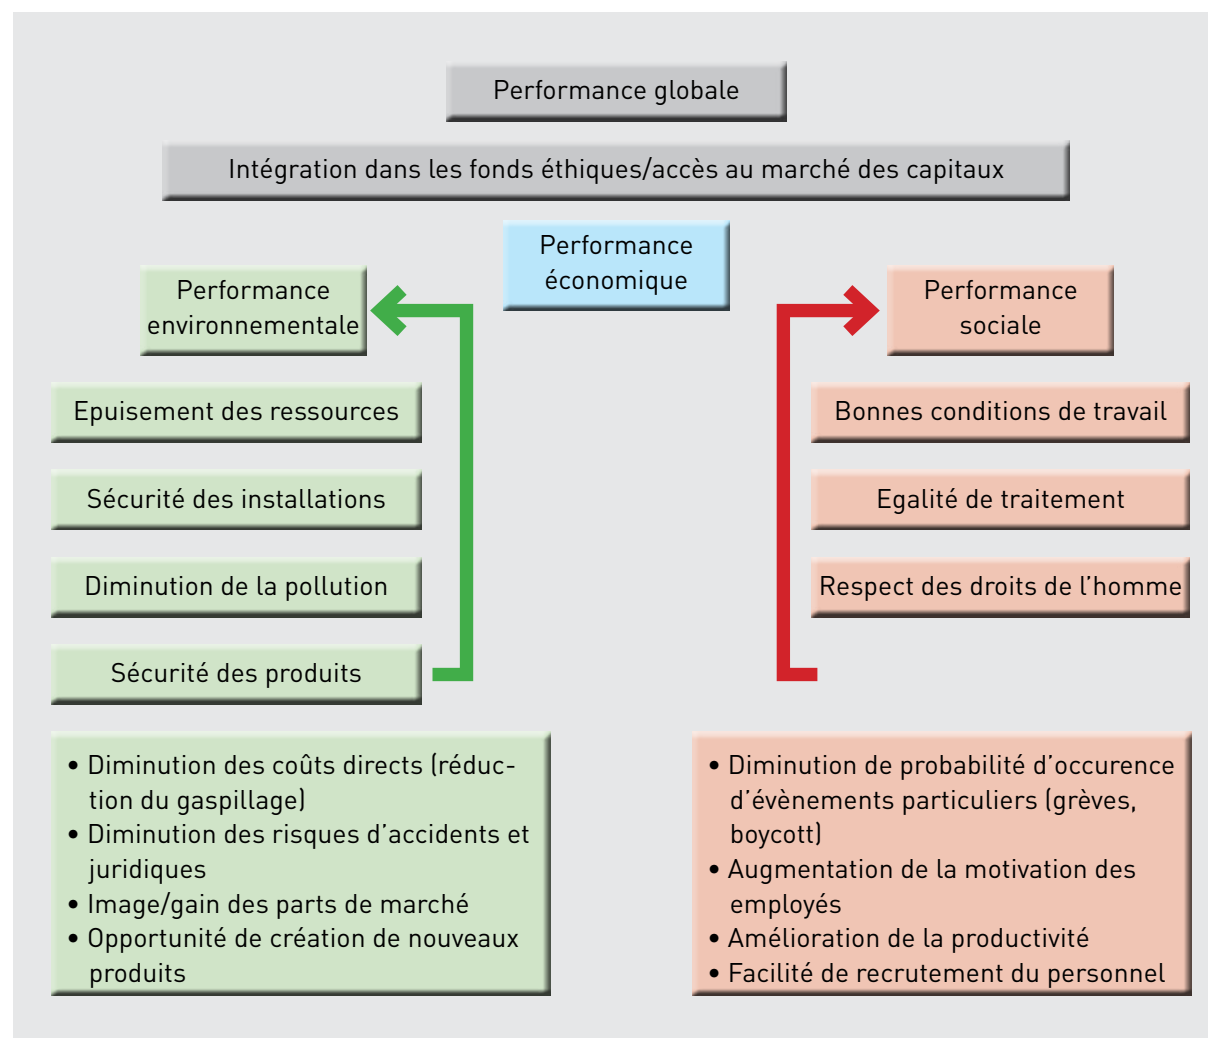 Performance globale
Intégration dans les fonds éthiques/accès au marché des capitaux
Performance
économique
Performance
environnementale
Performance
sociale
Epuisement des ressources
Sécurité des installations
Diminution de la pollution
Sécurité des produits
Bonnes conditions de travail
Egalité de traitement
Respect des droits de l’homme
• Diminution des coûts directs (réduc-
tion du gaspillage)
• Diminution des risques d’accidents et
juridiques
• Image/gain des parts de marché
• Opportunité de création de nouveaux
produits
• Diminution de probabilité d’occurence
d’évènements particuliers (grèves,
boycott)
• Augmentation de la motivation des
employés
• Amélioration de la productivité
• Facilité de recrutement du personnel